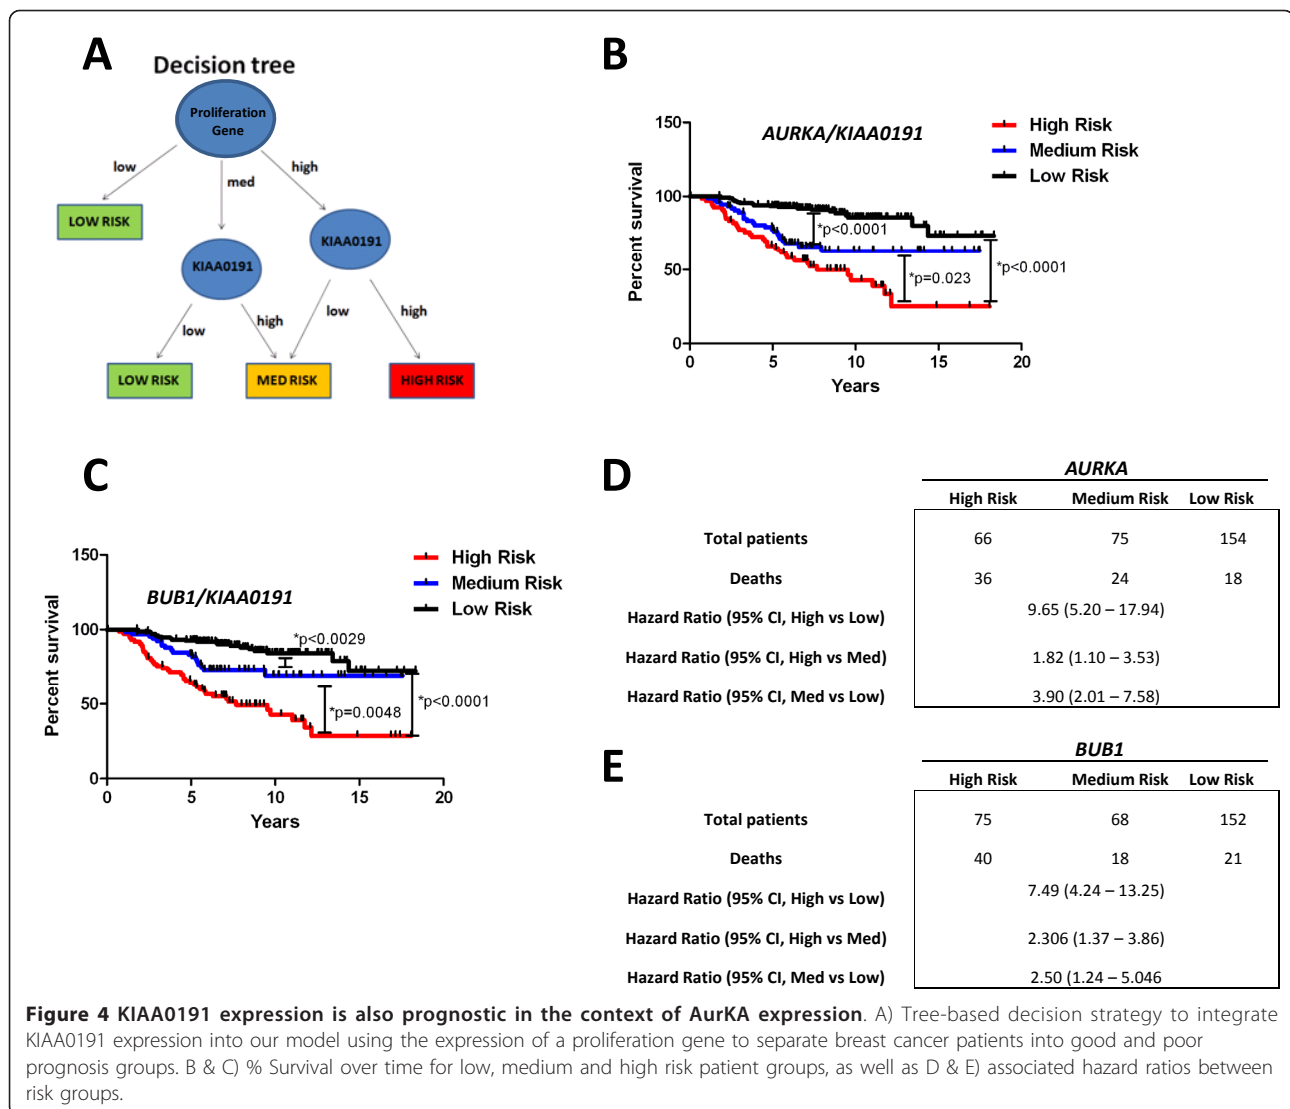 A
Decision tree
Proliferation
Gene
low
med
high
LOW RISK
KIAA0191
KIAA0191
low
high
low
high
LOW RISK
MED RISK
HIGH RISK
B
AURKA/KIAA0191
High Risk
Medium Risk
Low Risk
Percent survival
150
100
50
0
*p<0.0001
*p=0.023
*p<0.0001
0
5
10
15
20
Years
C
BUB1/KIAA0191
High Risk
Medium Risk
Low Risk
Percent survival
150
100
50
0
*p<0.0029
*p=0.0048
*p<0.0001
0
5
10
15
20
Years
D
AURKA
High Risk Medium Risk Low Risk
Total patients 66 75 154
Deaths 36 24 18
Hazard Ratio (95% CI, High vs Low) 9.65 (5.20 – 17.94)
Hazard Ratio (95% CI, High vs Med) 1.82 (1.10 – 3.53)
Hazard Ratio (95% CI, Med vs Low) 3.90 (2.01 – 7.58)
E
BUB1
High Risk Medium Risk Low Risk
Total patients 75 68 152
Deaths 40 18 21
Hazard Ratio (95% CI, High vs Low) 7.49 (4.24 – 13.25)
Hazard Ratio (95% CI, High vs Med) 2.306 (1.37 – 3.86)
Hazard Ratio (95% CI, Med vs Low) 2.50 (1.24 – 5.046
Figure 4 KIAA0191 expression is also prognostic in the context of AurKA expression. A) Tree-based decision strategy to integrate
KIAA0191 expression into our model using the expression of a proliferation gene to separate breast cancer patients into good and poor
prognosis groups. B & C) % Survival over time for low, medium and high risk patient groups, as well as D & E) associated hazard ratios between
risk groups.